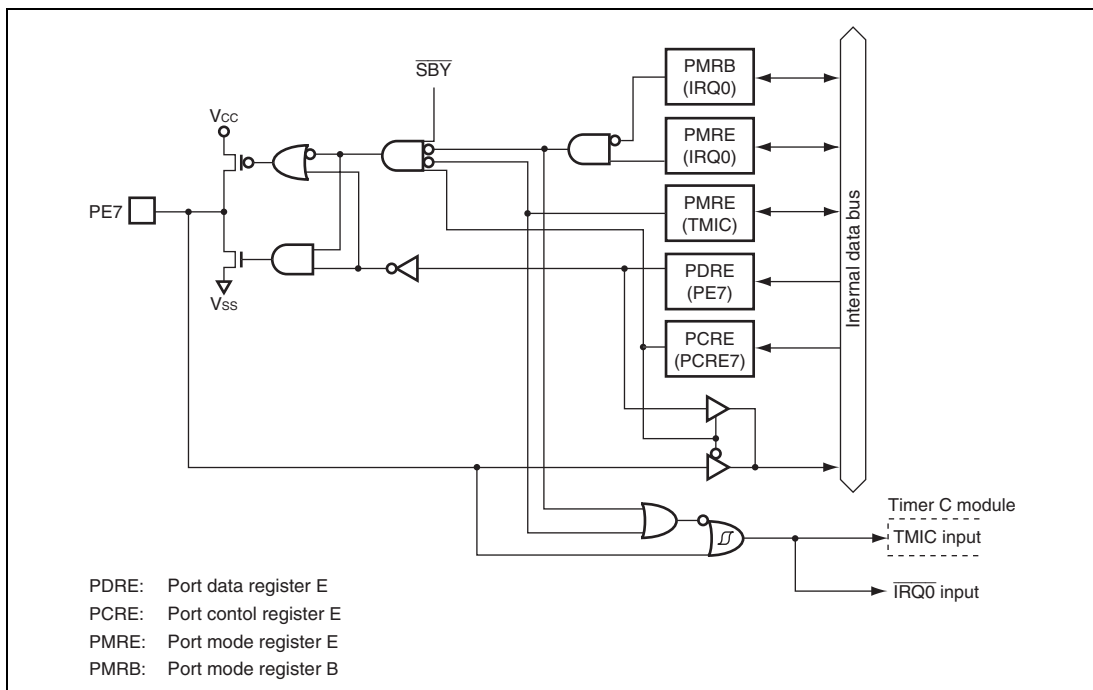 SBY
PMRB
(IRQ0)
VCC
PMRE
(IRQ0)
PE7
PMRE
(TMIC)
PDRE
(PE7)
VSS
PCRE
(PCRE7)
Internal data bus
Timer C module
TMIC input
IRQ0 input
PDRE: Port data register E
PCRE: Port contol register E
PMRE: Port mode register E
PMRB: Port mode register B